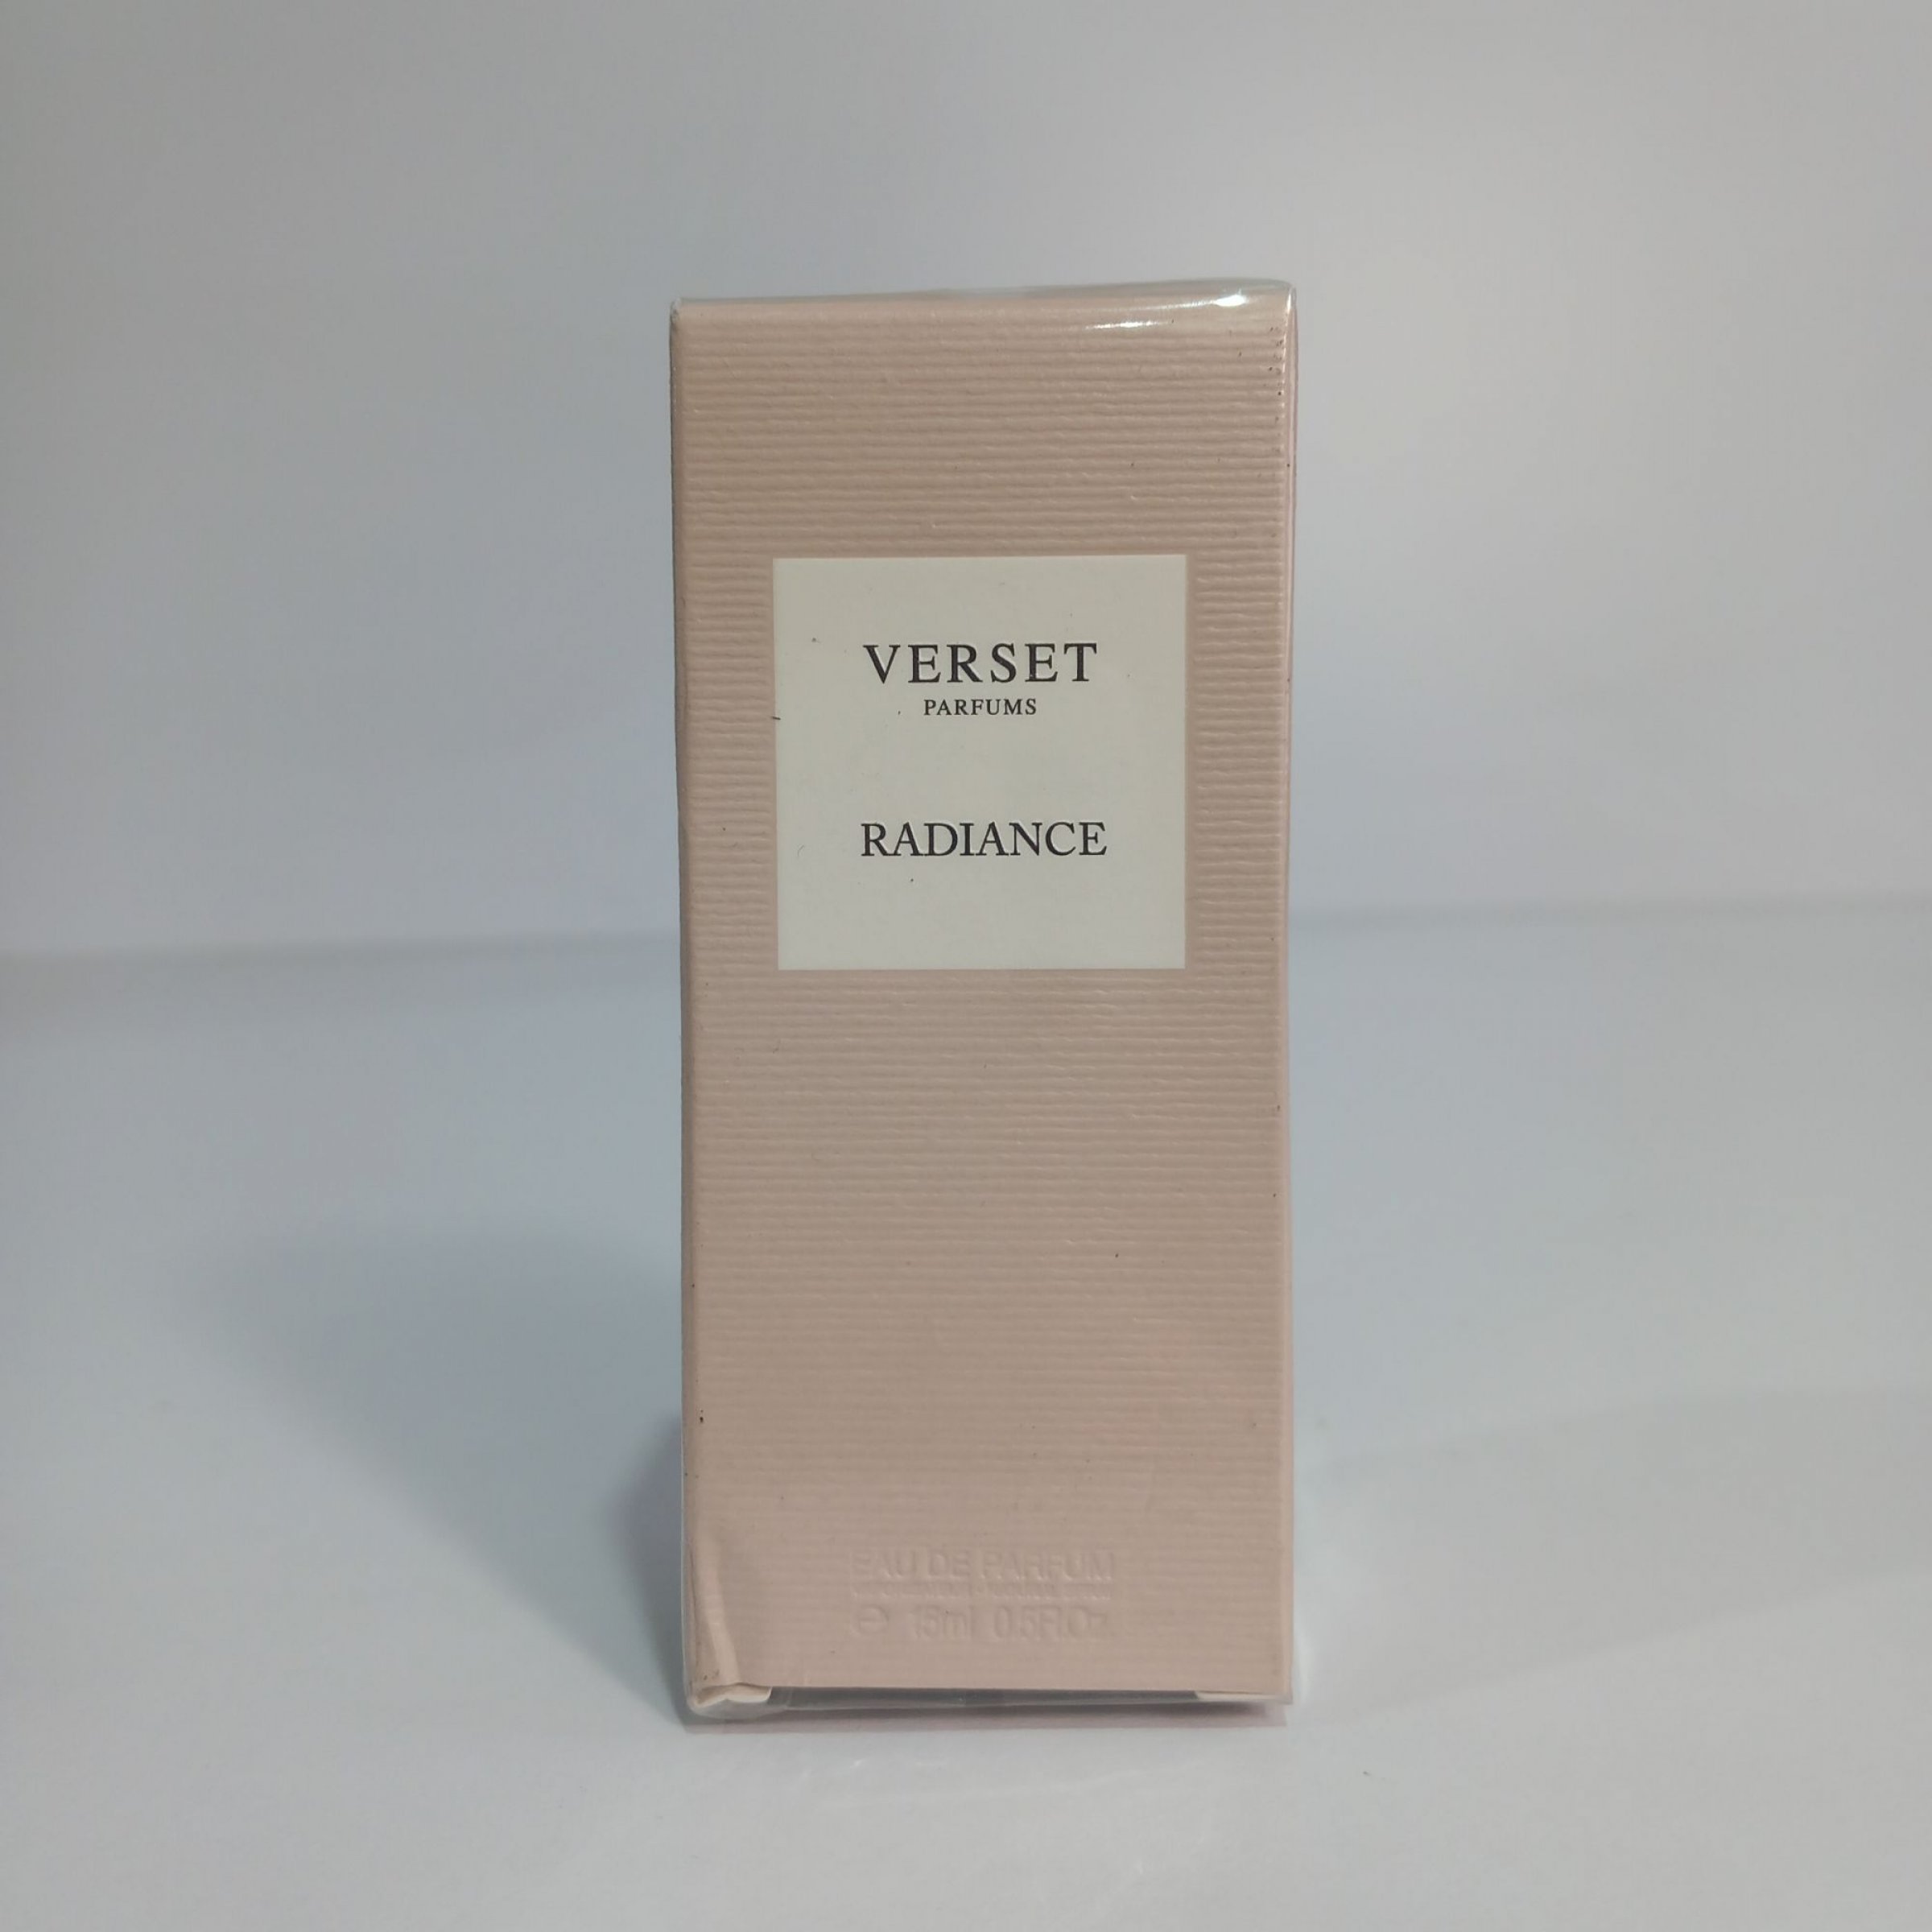 VERSET
PARFUMS
RADIANCE
EAU DE PARFUM
e 15ml 0.5Fl.Oz.